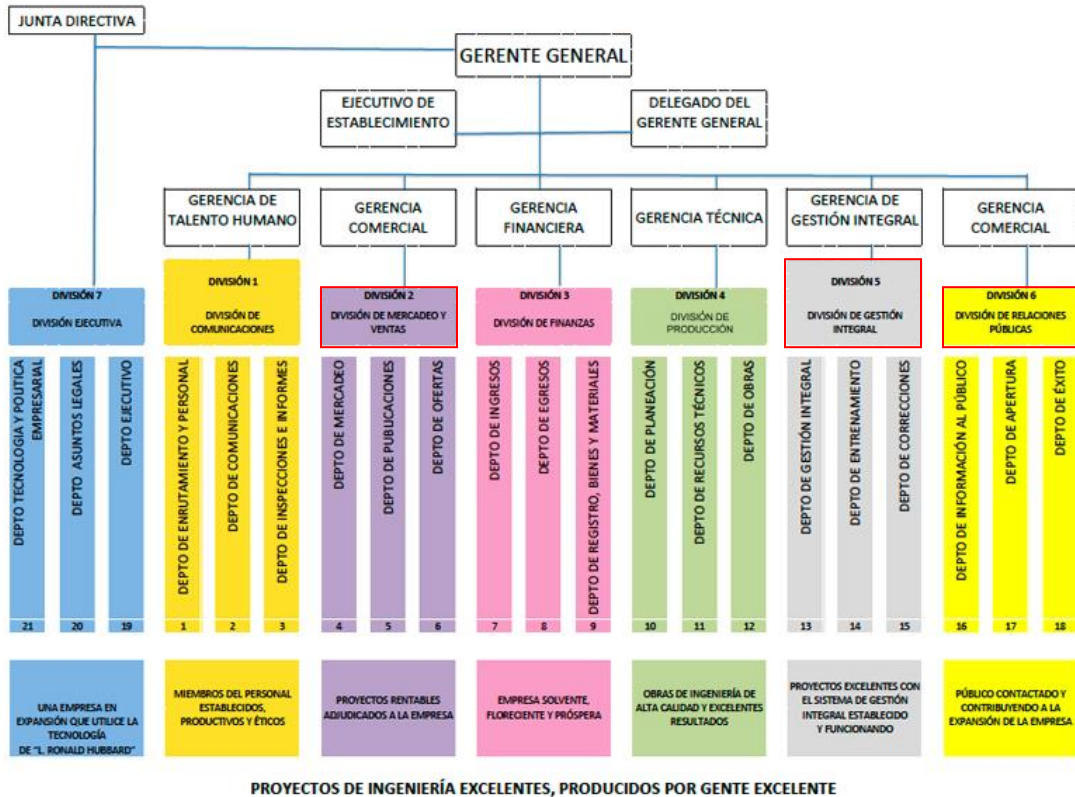 JUNTA DIRECTIVA
GERENTE GENERAL
EJECUTIVO DE
ESTABLECIMIENTO
DELEGADO DEL
GERENTE GENERAL
GERENCIA DE
TALENTO HUMANO
GERENCIA
COMERCIAL
GERENCIA
FINANCIERA
GERENCIA TÉCNICA
GERENCIA DE
GESTIÓN INTEGRAL
GERENCIA
COMERCIAL
DIVISIÓN 7
DIVISIÓN EJECUTIVA
DIVISIÓN 1
DIVISIÓN DE
COMUNICACIONES
DIVISIÓN 2
DIVISIÓN DE MERCADEO Y
VENTAS
DIVISIÓN 3
DIVISIÓN DE FINANZAS
DIVISIÓN 4
DIVISIÓN DE
PRODUCCIÓN
DIVISIÓN 5
DIVISIÓN DE GESTIÓN
INTEGRAL
DIVISIÓN 6
DIVISIÓN DE RELACIONES
PÚBLICAS
DEPTO TECNOLOGIA Y POLITICA
EMPRESARIAL
21
DEPTO ASUNTOS LEGALES
20
DEPTO EJECUTIVO
19
DEPTO DE ENRUTAMIENTO Y PERSONAL
1
DEPTO DE COMUNICACIONES
2
DEPTO DE INSPECCIONES E INFORMES
3
DEPTO DE MERCADEO
4
DEPTO DE PUBLICACIONES
5
DEPTO DE OFERTAS
6
DEPTO DE INGRESOS
7
DEPTO DE EGRESOS
8
DEPTO DE REGISTRO, BIENES Y MATERIALES
9
DEPTO DE PLANEACIÓN
10
DEPTO DE RECURSOS TÉCNICOS
11
DEPTO DE OBRAS
12
DEPTO DE GESTIÓN INTEGRAL
13
DEPTO DE ENTRENAMIENTO
14
DEPTO DE CORRECCIONES
15
DEPTO DE INFORMACIÓN AL PÚBLICO
16
DEPTO DE APERTURA
17
DEPTO DE ÉXITO
18
UNA EMPRESA EN
EXPANSIÓN QUE UTILICE LA
TECNOLOGÍA
DE "L. RONALD HUBBARD"
MIEMBROS DEL PERSONAL
ESTABLECIDOS,
PRODUCTIVOS Y ÉTICOS
PROYECTOS RENTABLES
ADJUDICADOS A LA EMPRESA
EMPRESA SOLVENTE,
FLORECIENTE Y PRÓSPERA
OBRAS DE INGENIERÍA DE
ALTA CALIDAD Y EXCELENTES
RESULTADOS
PROYECTOS EXCELENTES CON
EL SISTEMA DE GESTIÓN
INTEGRAL ESTABLECIDO
Y FUNCIONANDO
PÚBLICO CONTACTADO Y
CONTRIBUYENDO A LA
EXPANSIÓN DE LA EMPRESA
PROYECTOS DE INGENIERÍA EXCELENTES, PRODUCIDOS POR GENTE EXCELENTE